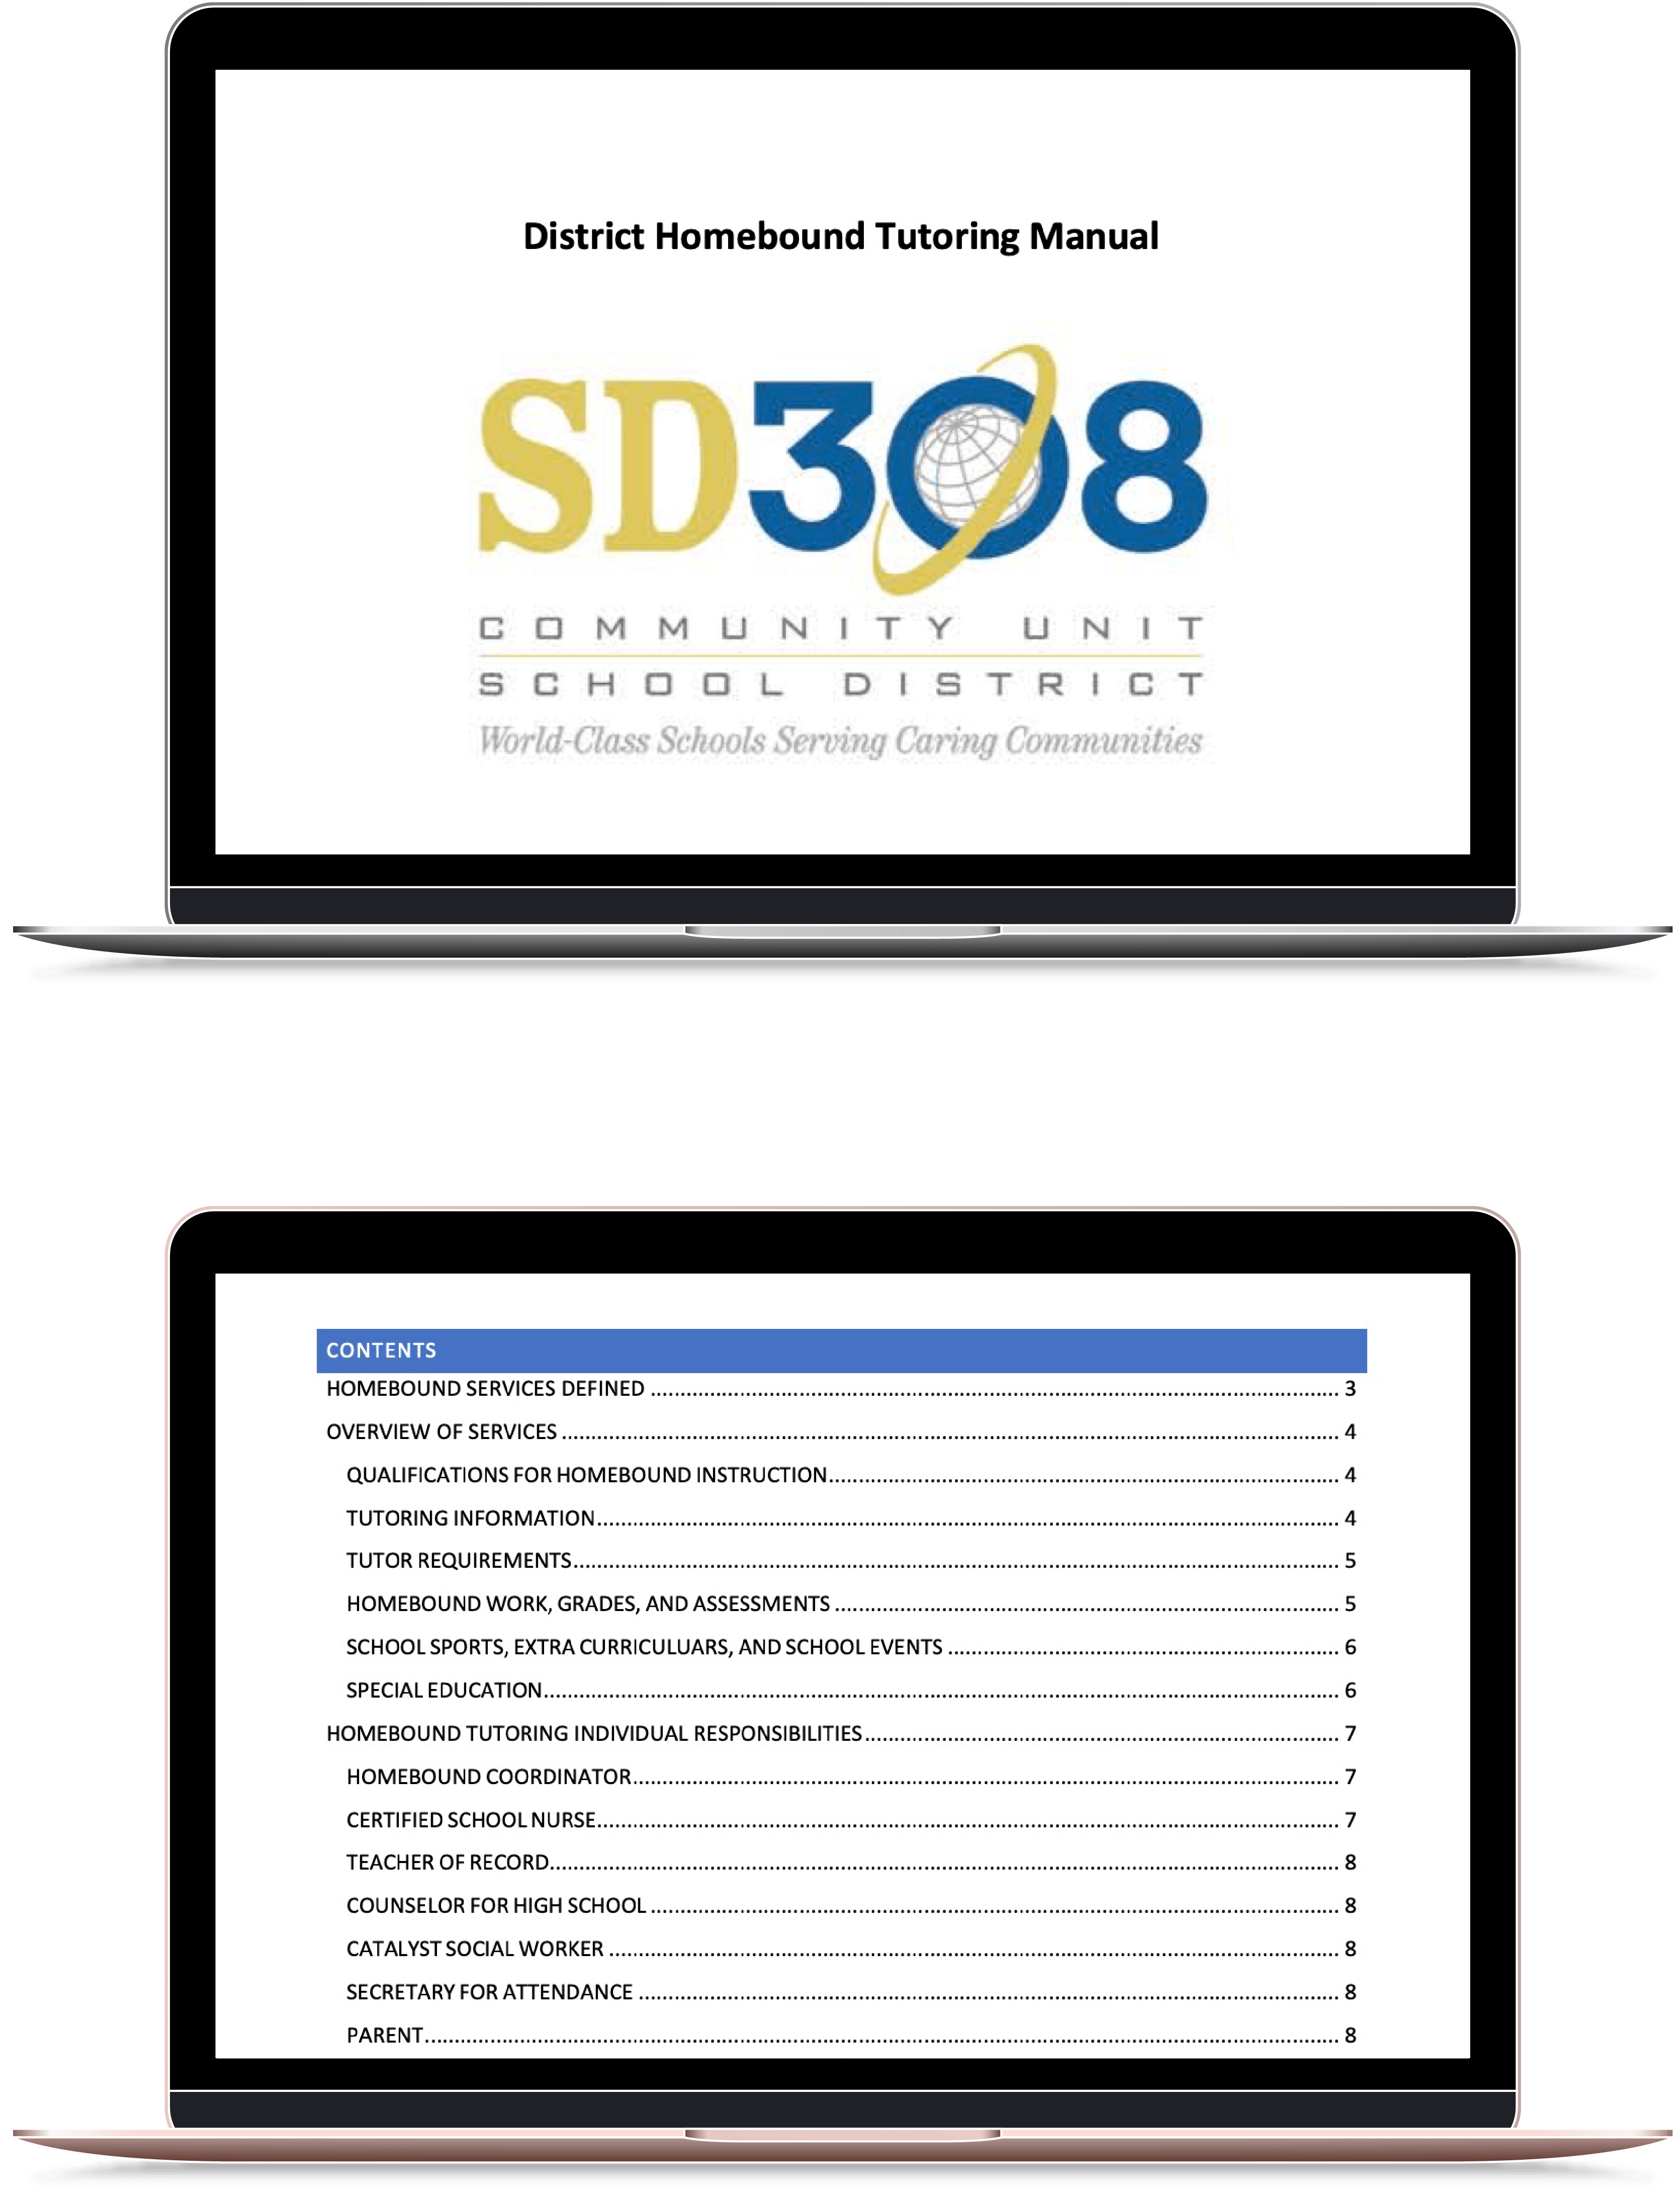 District Homebound Tutoring Manual
SD308
COMMUNITY UNIT
SCHOOL DISTRICT
World-Class Schools Serving Caring Communities
CONTENTS
HOMEBOUND SERVICES DEFINED 3
OVERVIEW OF SERVICES 4
QUALIFICATIONS FOR HOMEBOUND INSTRUCTION 4
TUTORING INFORMATION 4
TUTOR REQUIREMENTS 5
HOMEBOUND WORK, GRADES, AND ASSESSMENTS 5
SCHOOL SPORTS, EXTRA CURRICULUARS, AND SCHOOL EVENTS 6
SPECIAL EDUCATION 6
HOMEBOUND TUTORING INDIVIDUAL RESPONSIBILITIES 7
HOMEBOUND COORDINATOR 7
CERTIFIED SCHOOL NURSE 7
TEACHER OF RECORD 8
COUNSELOR FOR HIGH SCHOOL 8
CATALYST SOCIAL WORKER 8
SECRETARY FOR ATTENDANCE 8
PARENT 8